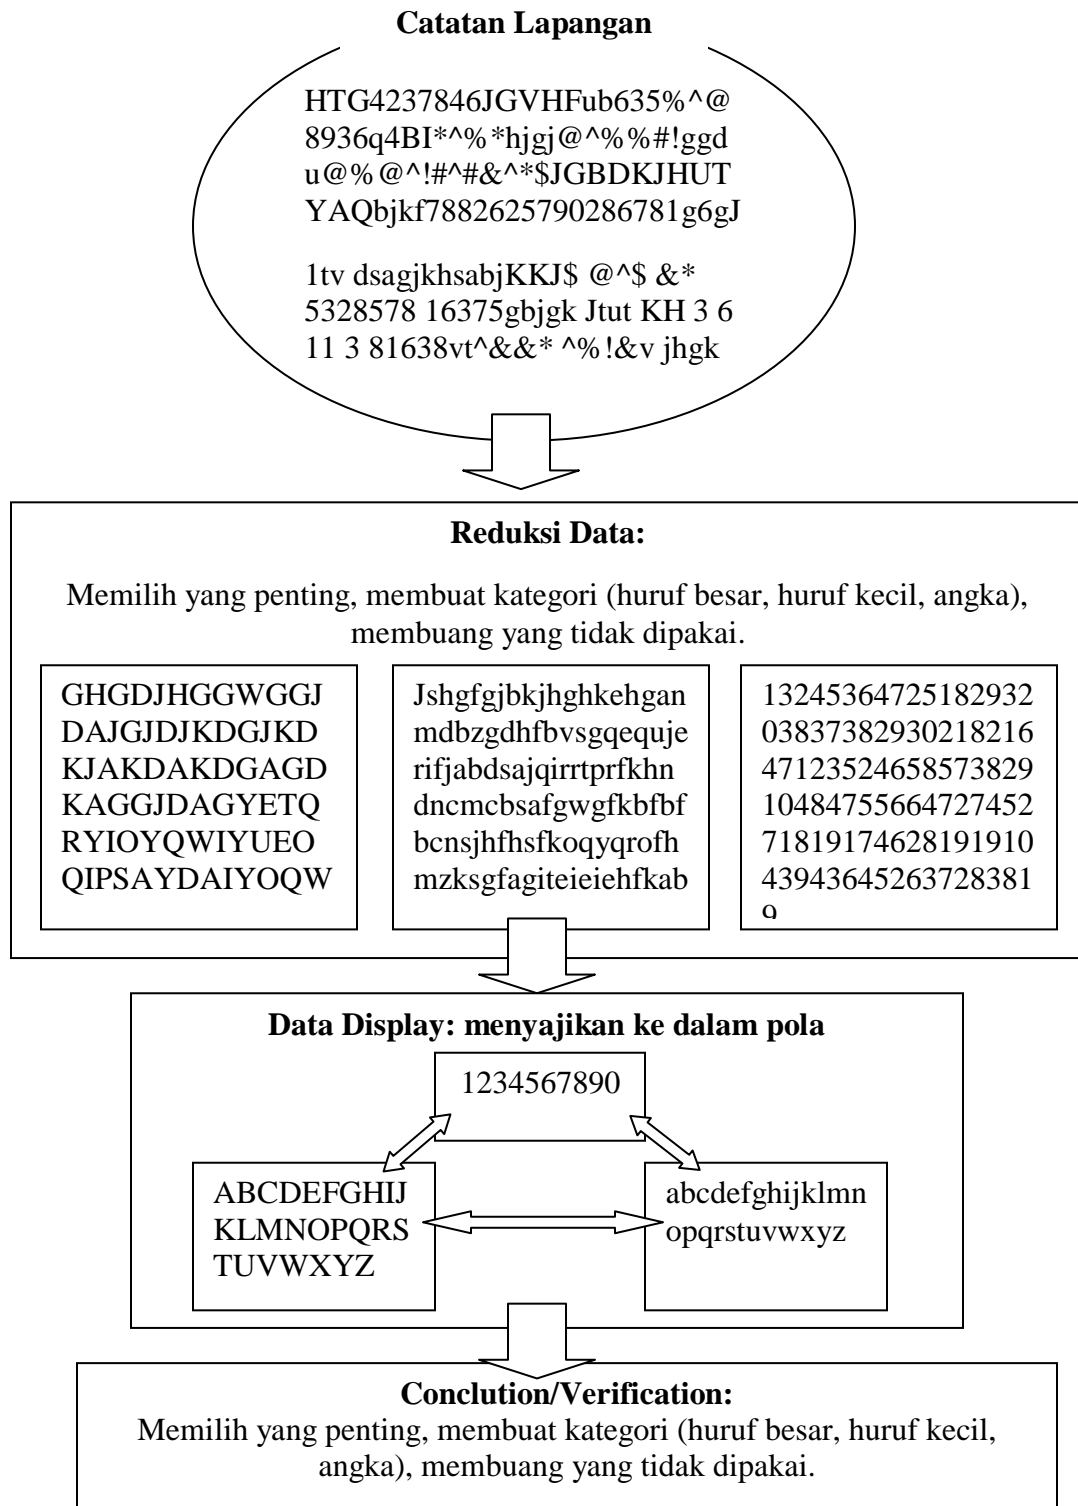 Catatan Lapangan
HTG4237846JGVHFub635%^@
8936q4BI*^%*hjgj@^%%#!ggd
u@%@^!#^#&^*$JGBDKJHUT
YAQbjkf7882625790286781g6gJ
1tv dsagjkhsabjKKJ$ @^$ &*
5328578 16375gbjgk Jtut KH 3 6
11 3 81638vt^&&* ^%!&v jhgk
Reduksi Data:
Memilih yang penting, membuat kategori (huruf besar, huruf kecil, angka),
membuang yang tidak dipakai.
GHGDJHGGWGGJ
DAJGJDJKDGJKD
KJAKDAKDGAGD
KAGGJDAGYETQ
RYIOYQWIYUEO
QIPSAYDAIYOQW
Jshgfgjbkjhghkehgan
mdbzgdhfbvsgqequje
rifjabdsajqirrtprfkhn
dncmcbsafgwgfkbfbf
bcnsjhfhsfkoqyqrofh
mzksgfagiteieiehfkab
13245364725182932
03837382930218216
47123524658573829
10484755664727452
71819174628191910
43943645263728381
9
Data Display: menyajikan ke dalam pola
1234567890
ABCDEFGHIJ
KLMNOPQRS
TUVWXYZ
abcdefghijklmn
opqrstuvwxyz
Conclution/Verification:
Memilih yang penting, membuat kategori (huruf besar, huruf kecil,
angka), membuang yang tidak dipakai.